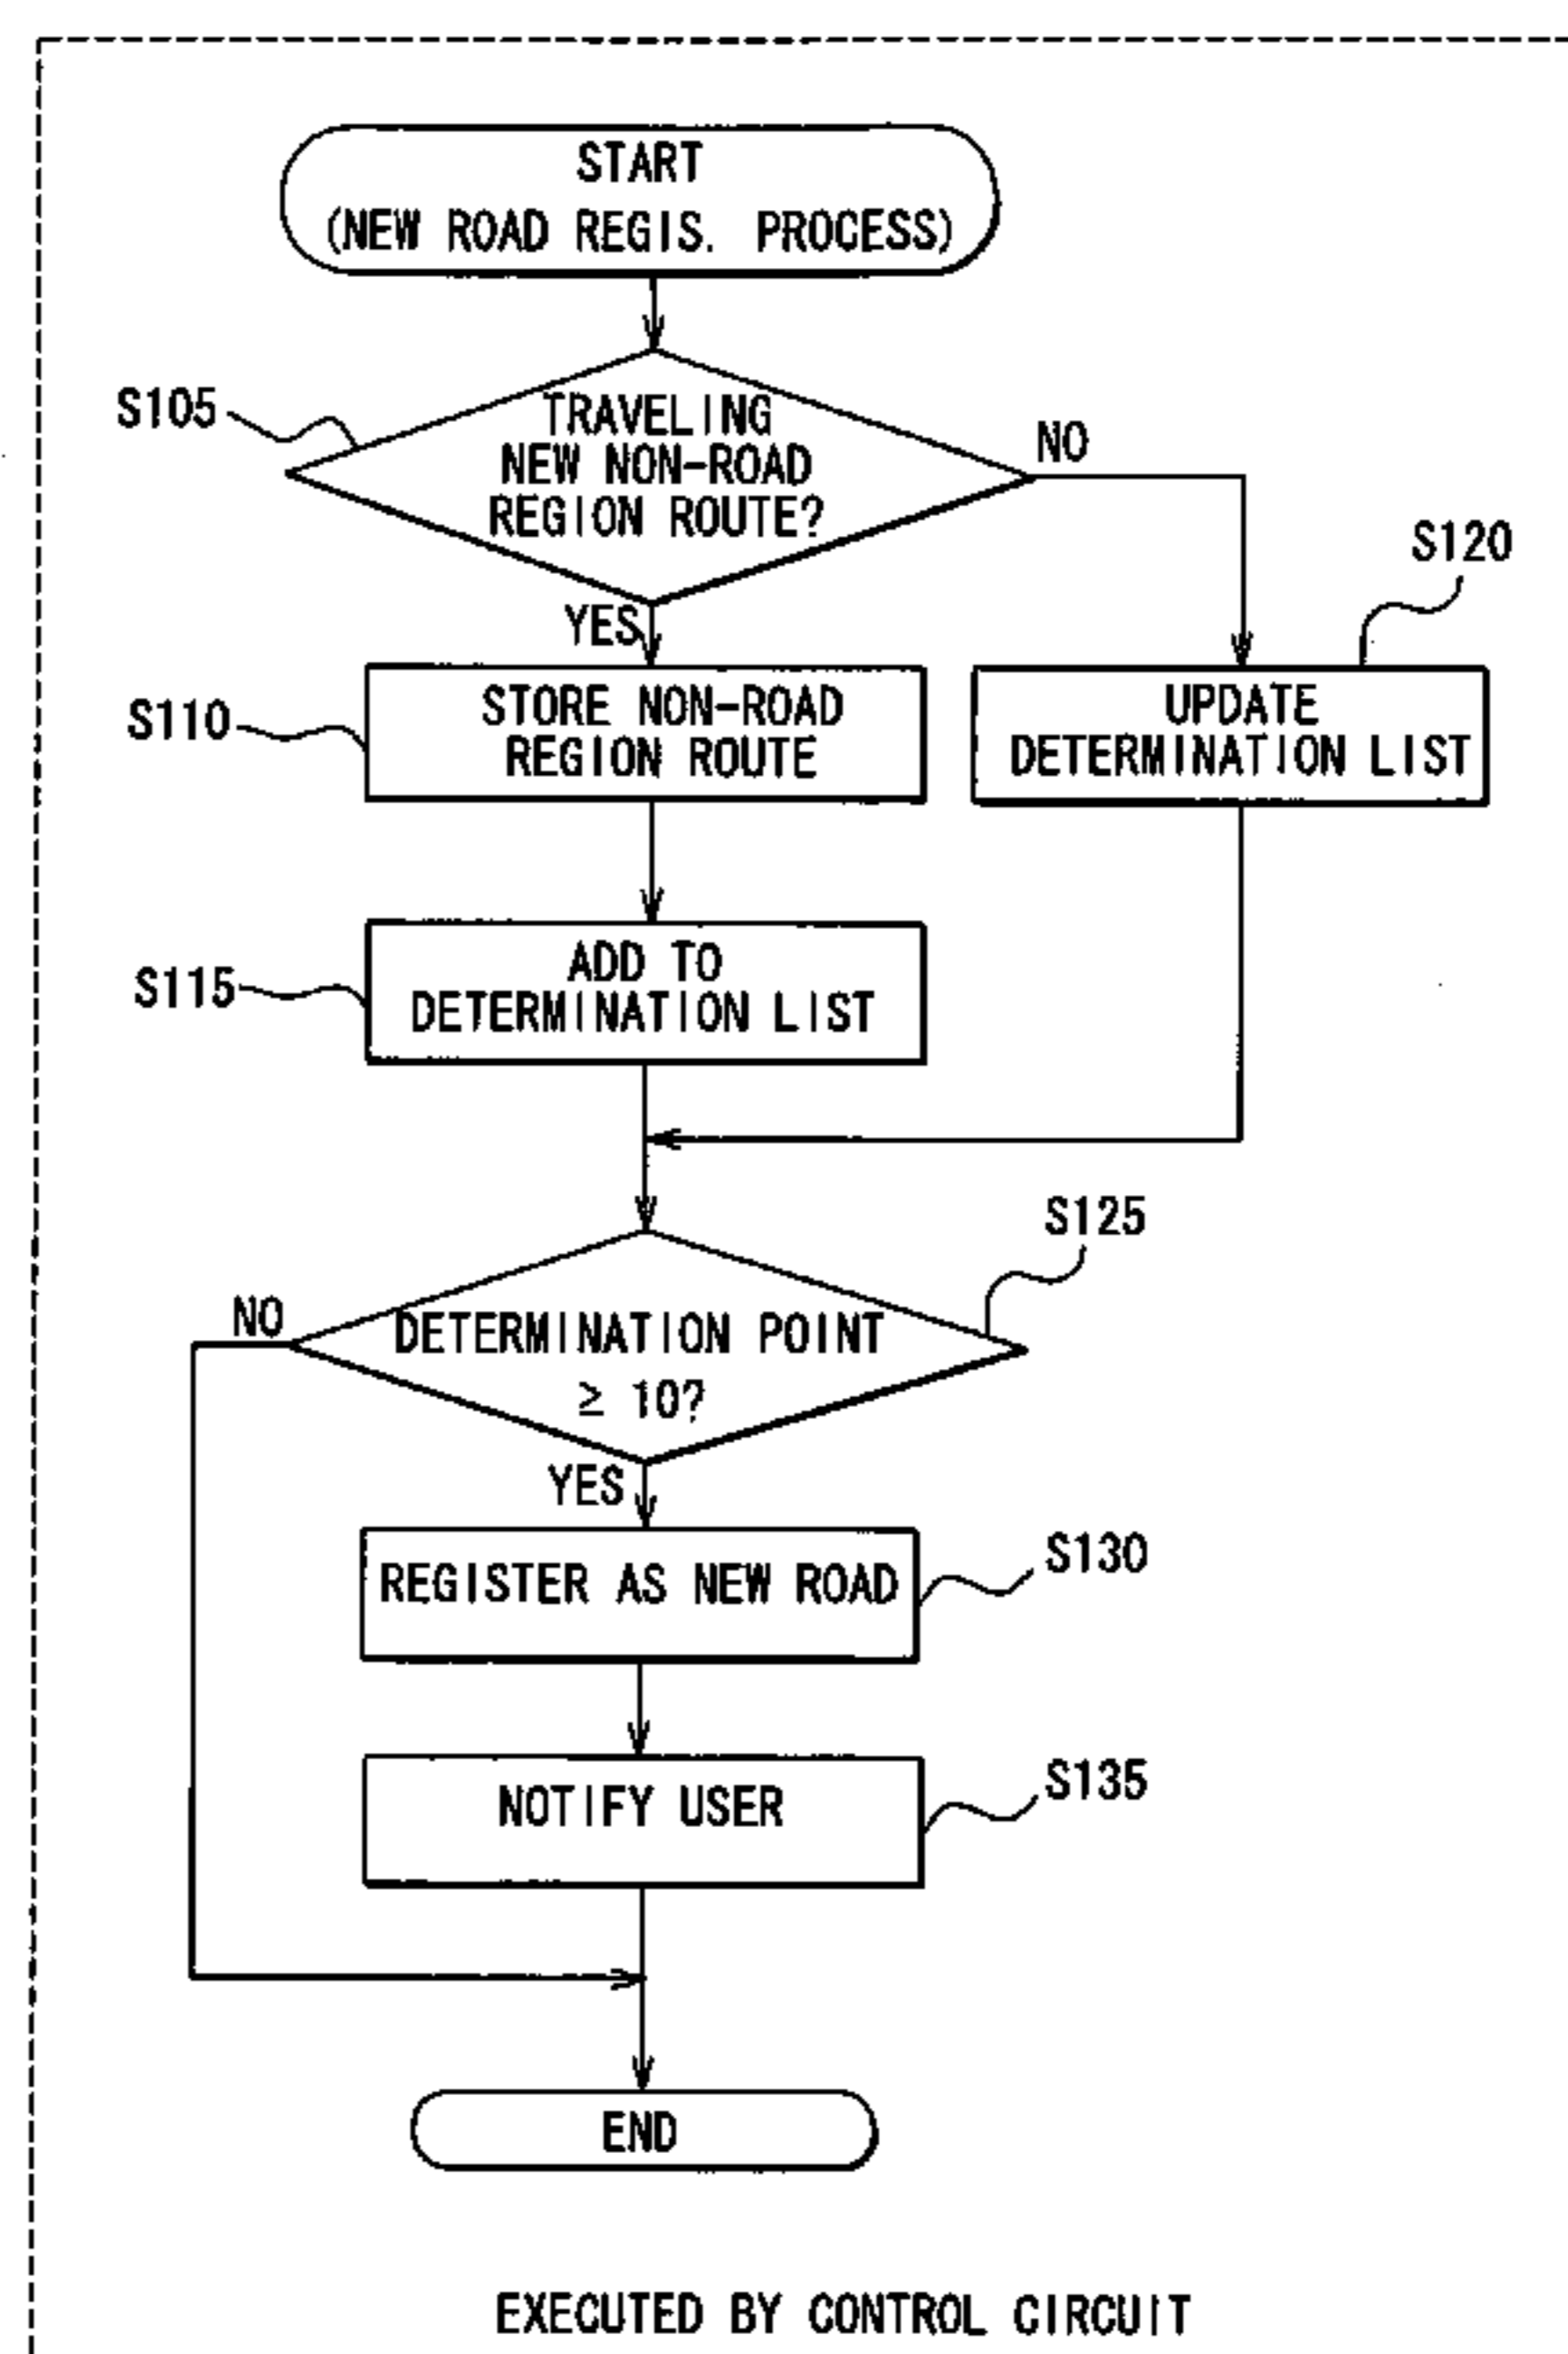 START
(NEW ROAD REGIS. PROCESS)
S105
TRAVELING
NEW NON-ROAD
REGION ROUTE?
NO
YES
S120
S110
STORE NON-ROAD
REGION ROUTE
UPDATE
DETERMINATION LIST
S115
ADD TO
DETERMINATION LIST
S125
NO
DETERMINATION POINT
≥ 10?
YES
REGISTER AS NEW ROAD
S130
NOTIFY USER
S135
END
EXECUTED BY CONTROL CIRCUIT